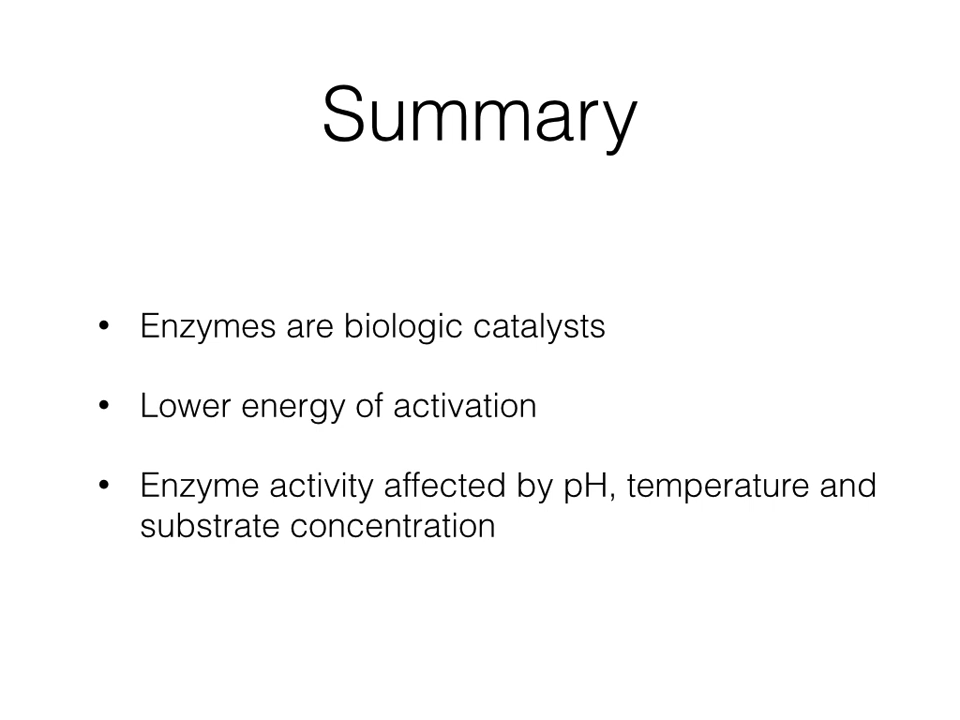 Summary
• Enzymes are biologic catalysts
• Lower energy of activation
• Enzyme activity affected by pH, temperature and
substrate concentration